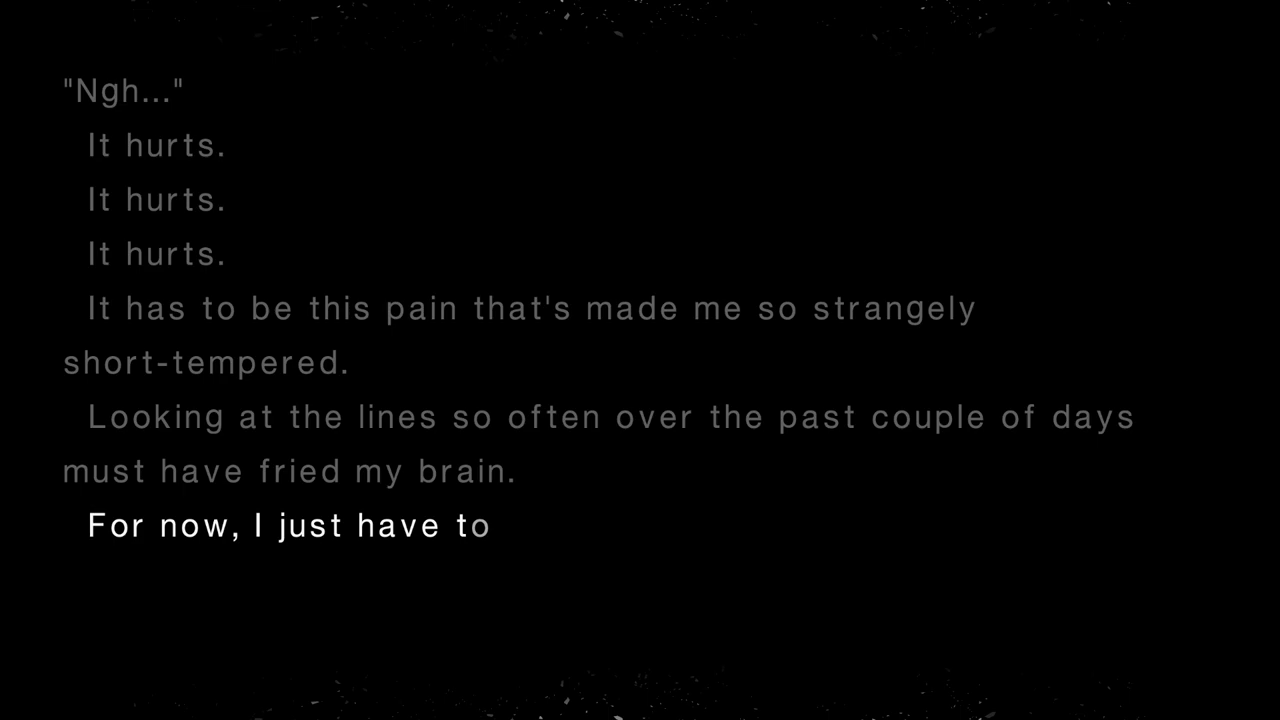 "Ngh..."
It hurts.
It hurts.
It hurts.
It has to be this pain that's made me so strangely
short-tempered.
Looking at the lines so often over the past couple of days
must have fried my brain.
For now, I just have to